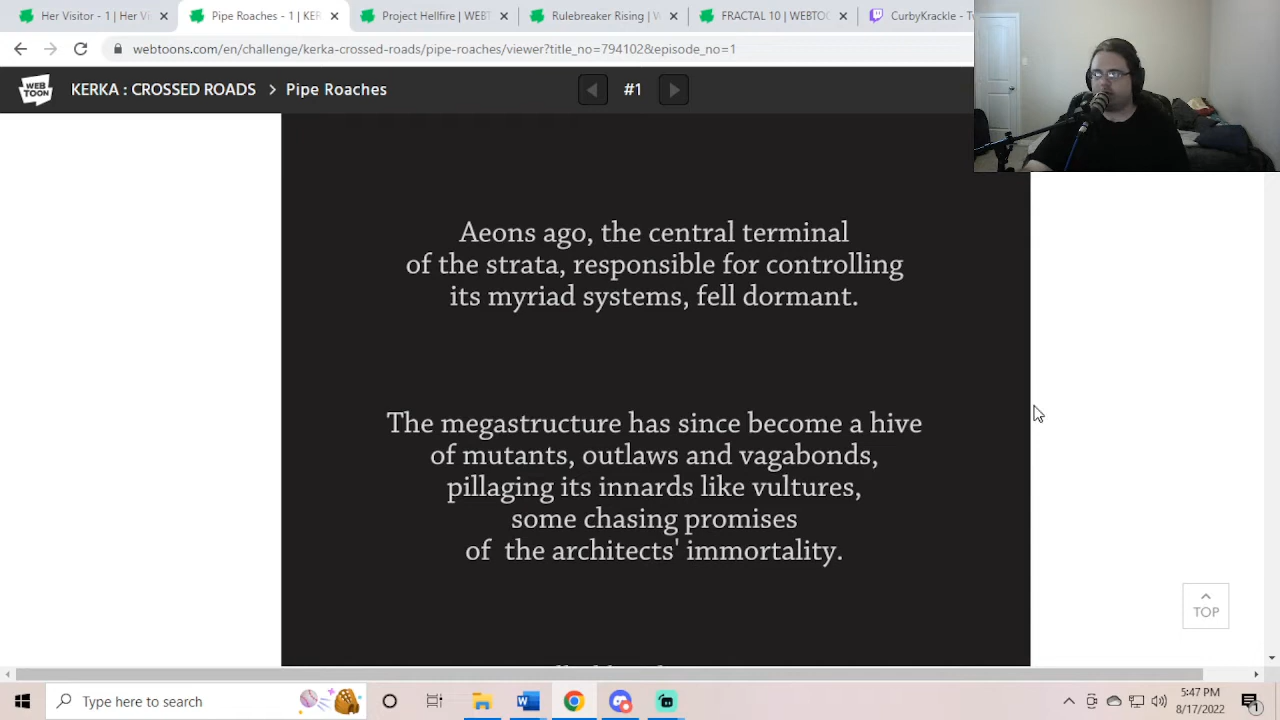 Her Visitor - 1 | Her Vi
Pipe Roaches - 1 | KER
Project Hellfire | WEBT
Rulebreaker Rising | W
FRACTAL 10 | WEBTOO
CurbyKrackle - Tw
webtoons.com/en/challenge/kerka-crossed-roads/pipe-roaches/viewer?title_no=794102&episode_no=1
WEB
TOON
KERKA : CROSSED ROADS > Pipe Roaches
#1
Aeons ago, the central terminal
of the strata, responsible for controlling
its myriad systems, fell dormant.
The megastructure has since become a hive
of mutants, outlaws and vagabonds,
pillaging its innards like vultures,
some chasing promises
of the architects' immortality.
TOP
Type here to search
5:47 PM
8/17/2022
1